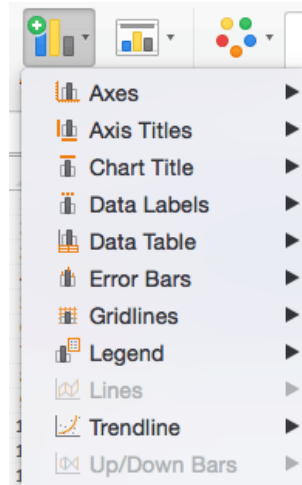 Axes
Axis Titles
Chart Title
Data Labels
Data Table
Error Bars
Gridlines
Legend
Lines
Trendline
Up/Down Bars